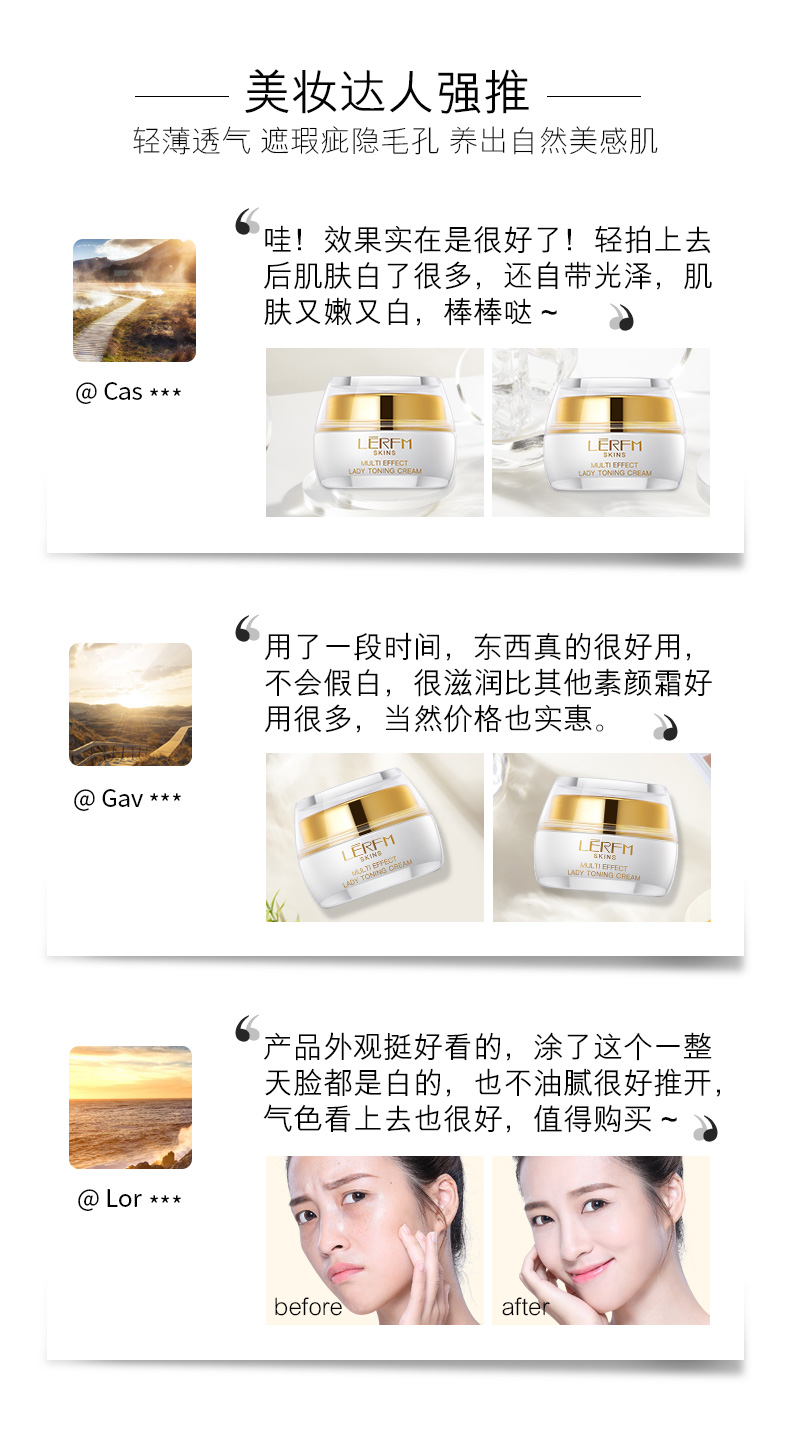 美妆达人强推
轻薄透气 遮瑕疵隐毛孔 养出自然美感肌
哇！效果实在是很好了！轻拍上去
后肌肤白了很多，还自带光泽，肌
肤又嫩又白，棒棒哒~
@ Cas ***
LERFM
SKINS
MULTI EFFECT
LADY TONING CREAM
LERFM
SKINS
MULTI EFFECT
LADY TONING CREAM
用了一段时间，东西真的很好用，
不会假白，很滋润比其他素颜霜好
用很多，当然价格也实惠。
@ Gav ***
LERFM
SKINS
MULTI EFFECT
LADY TONING CREAM
LERFM
SKINS
MULTI EFFECT
LADY TONING CREAM
产品外观挺好看的，涂了这个一整
天脸都是白的，也不油腻很好推开，
气色看上去也很好，值得购买~
@ Lor ***
before
after